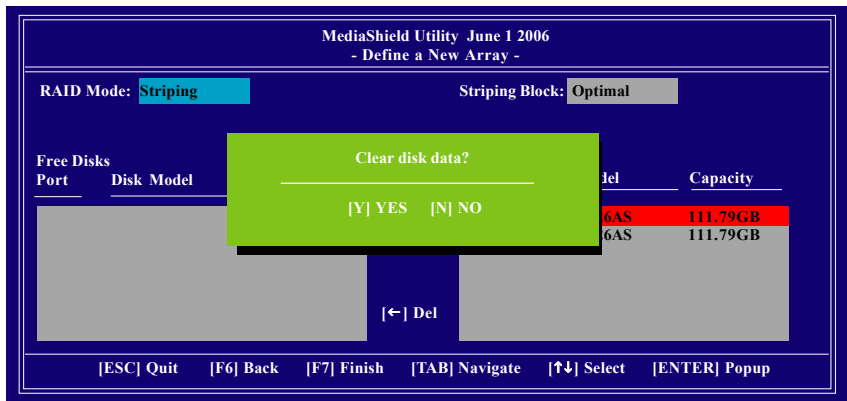 MediaShield Utility June 1 2006
- Define a New Array -
RAID Mode: Striping
Striping Block: Optimal
Clear disk data?
[Y] YES [N] NO
Free Disks
Port Disk Model
del Capacity
6AS 111.79GB
6AS 111.79GB
[←] Del
[ESC] Quit [F6] Back [F7] Finish [TAB] Navigate [↑↓] Select [ENTER] Popup